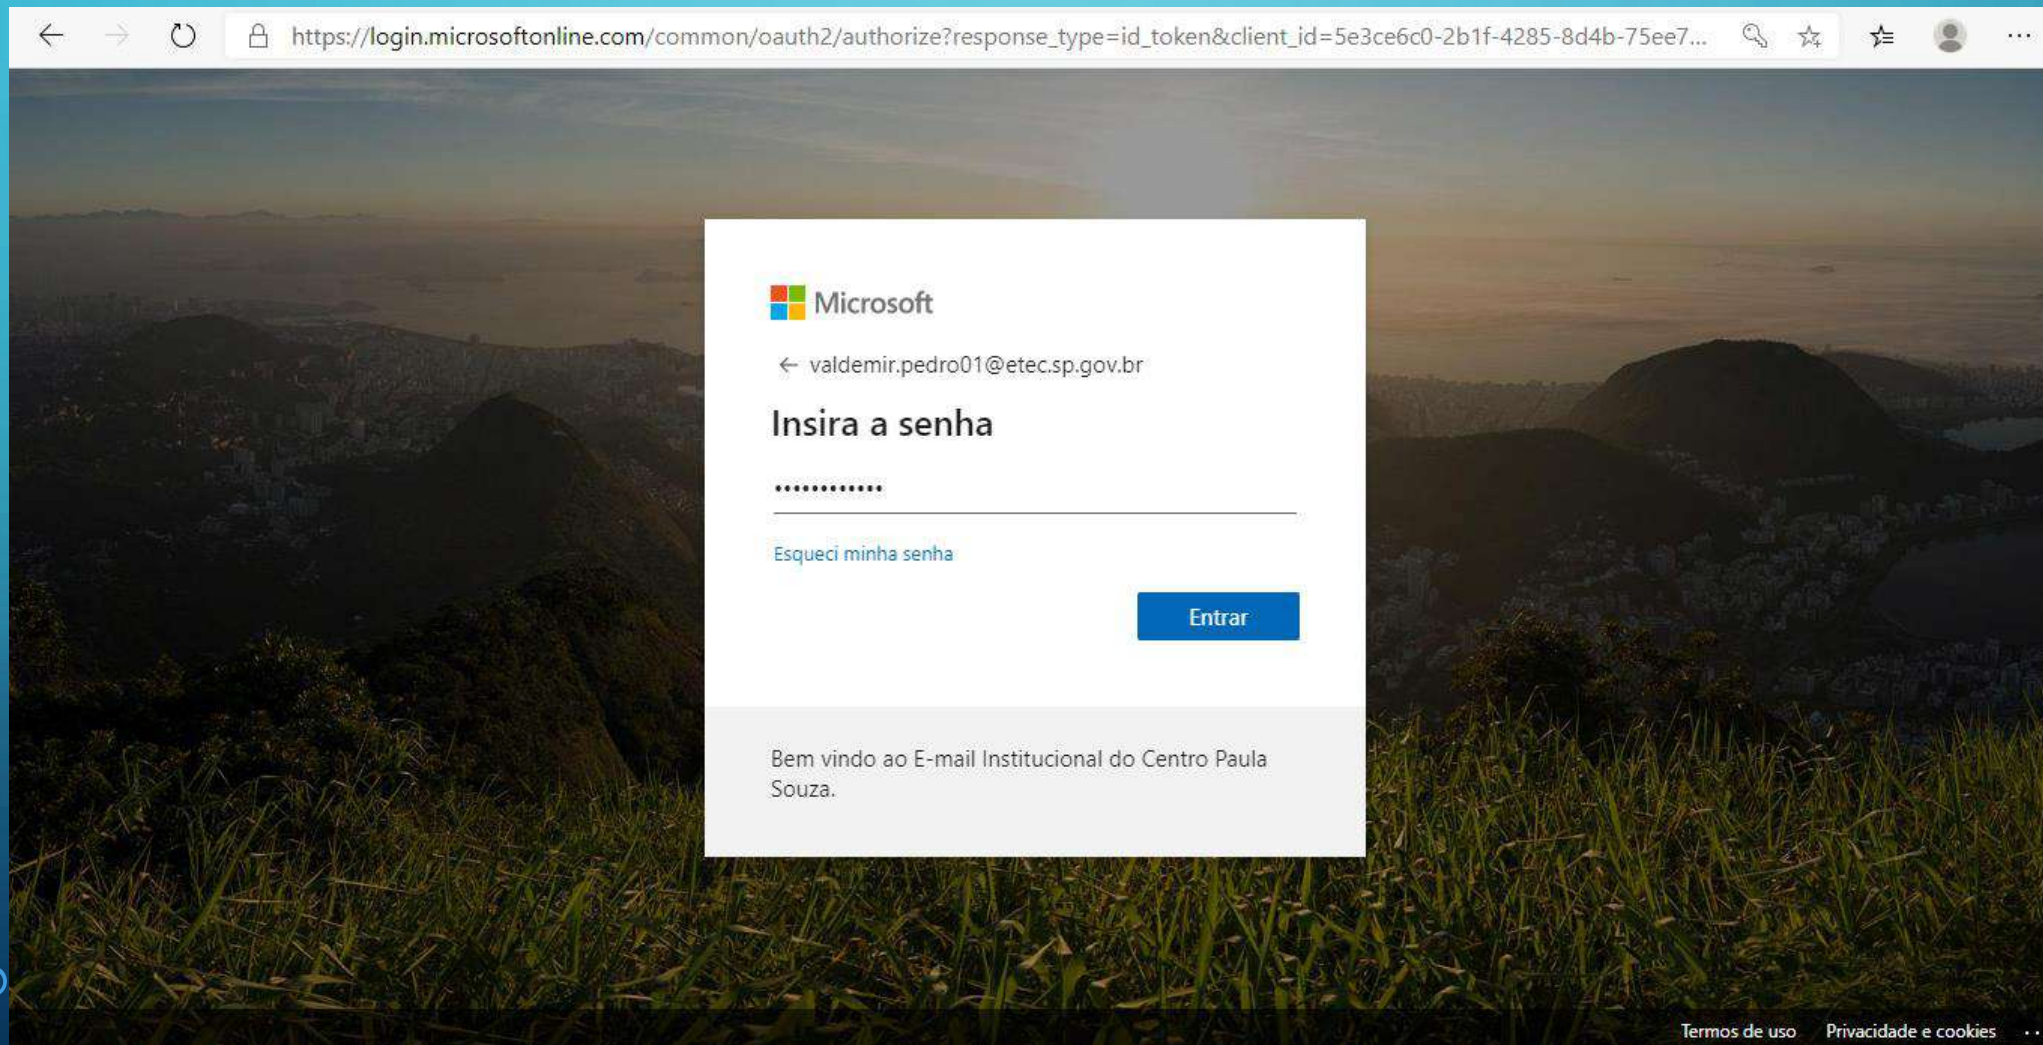 https://login.microsoftonline.com/common/oauth2/authorize?response_type=id_token&client_id=5e3ce6c0-2b1f-4285-8d4b-75ee7...
Microsoft
valdemir.pedro01@etec.sp.gov.br
Insira a senha
••••••••••••
Esqueci minha senha
Entrar
Bem vindo ao E-mail Institucional do Centro Paula
Souza.
Termos de uso Privacidade e cookies